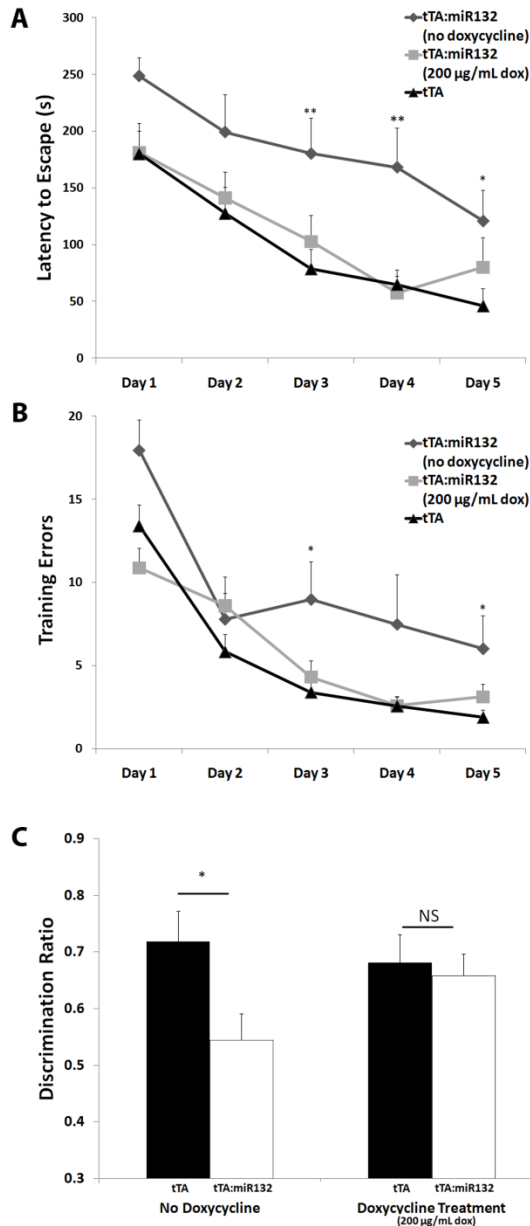 A
300
250
200
150
100
50
0
Latency to Escape (s)
tTA:miR132
(no doxycycline)
tTA:miR132
(200 µg/mL dox)
tTA
**
**
*
Day 1 Day 2 Day 3 Day 4 Day 5
B
20
15
10
5
0
Training Errors
tTA:miR132
(no doxycycline)
tTA:miR132
(200 µg/mL dox)
tTA
*
*
Day 1 Day 2 Day 3 Day 4 Day 5
C
0.9
0.8
0.7
0.6
0.5
0.4
0.3
Discrimination Ratio
*
NS
tTA tTA:miR132 tTA tTA:miR132
No Doxycycline Doxycycline Treatment
(200 µg/mL dox)